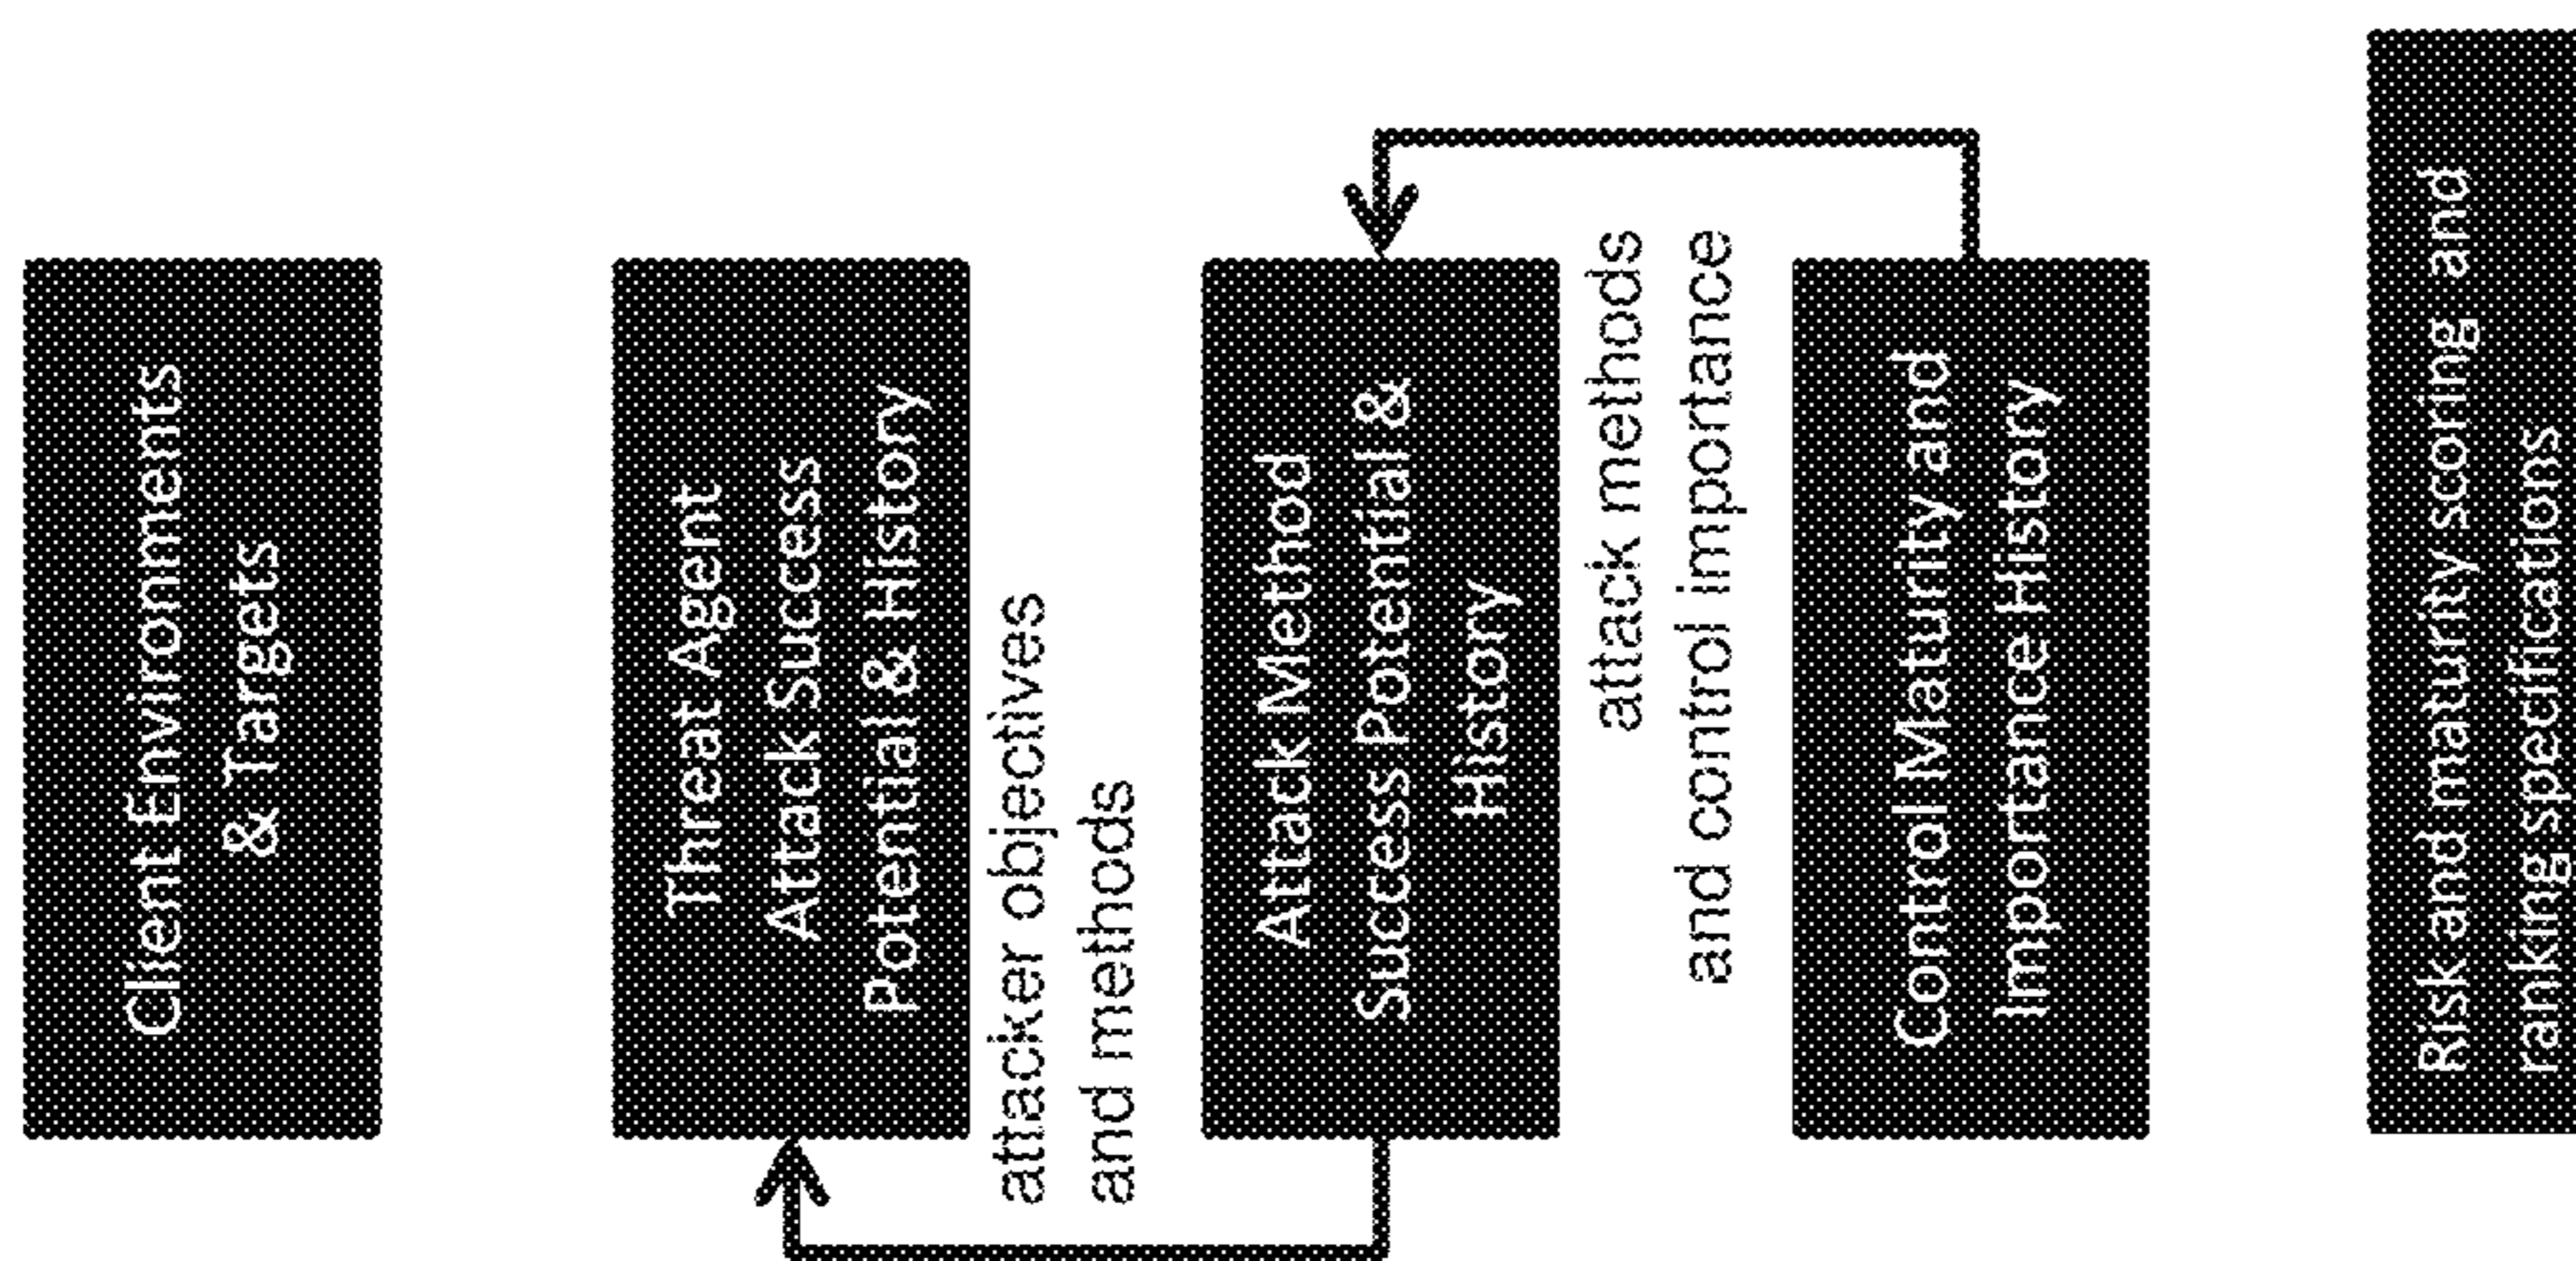 Client Environments
& Targets
Threat Agent
Attack Success
Potential & History
attacker objectives
and methods
Attack Method
Success Potential &
History
attack methods
and control importance
Control Maturity and
Importance History
Risk and maturity scoring and
ranking specifications